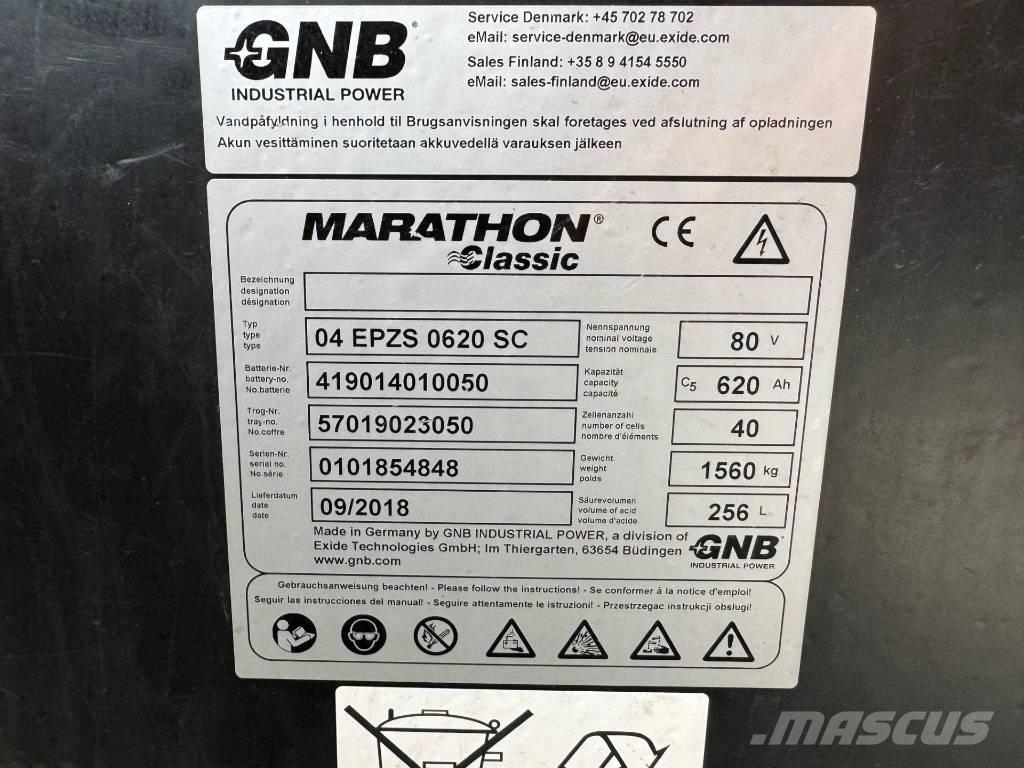 GNB®
INDUSTRIAL POWER
Service Denmark: +45 702 78 702
eMail: service-denmark@eu.exide.com
Sales Finland: +35 8 9 4154 5550
eMail: sales-finland@eu.exide.com
Vandpåfyldning i henhold til Brugsanvisningen skal foretages ved afslutning af opladningen
Akun vesittäminen suoritetaan akkuvedellä varauksen jälkeen
MARATHON®
Classic
CE
Bezeichnung
designation
désignation
Typ
type
type
04 EPZS 0620 SC
Nennspannung
nominal voltage
tension nominale
80 V
Batterie-Nr.
battery-no.
No.batterie
419014010050
Kapazität
capacity
capacité
C5 620 Ah
Trog-Nr.
tray-no.
No.coffre
57019023050
Zellenanzahl
number of cells
nombre d'éléments
40
Serien-Nr.
serial no.
No.série
0101854848
Gewicht
weight
poids
1560 kg
Lieferdatum
date
date
09/2018
Säurevolumen
volume of acid
volume d'acide
256 L
Made in Germany by GNB INDUSTRIAL POWER, a division of
Exide Technologies GmbH; Im Thiergarten, 63654 Büdingen
www.gnb.com
GNB®
INDUSTRIAL POWER
Gebrauchsanweisung beachten! - Please follow the instructions! - Se conformer à la notice d'emploi!
Seguir las instrucciones del manual! - Seguire attentamente le istruzioni! - Przestrzegac instrukcji obslugi!
MASCUS